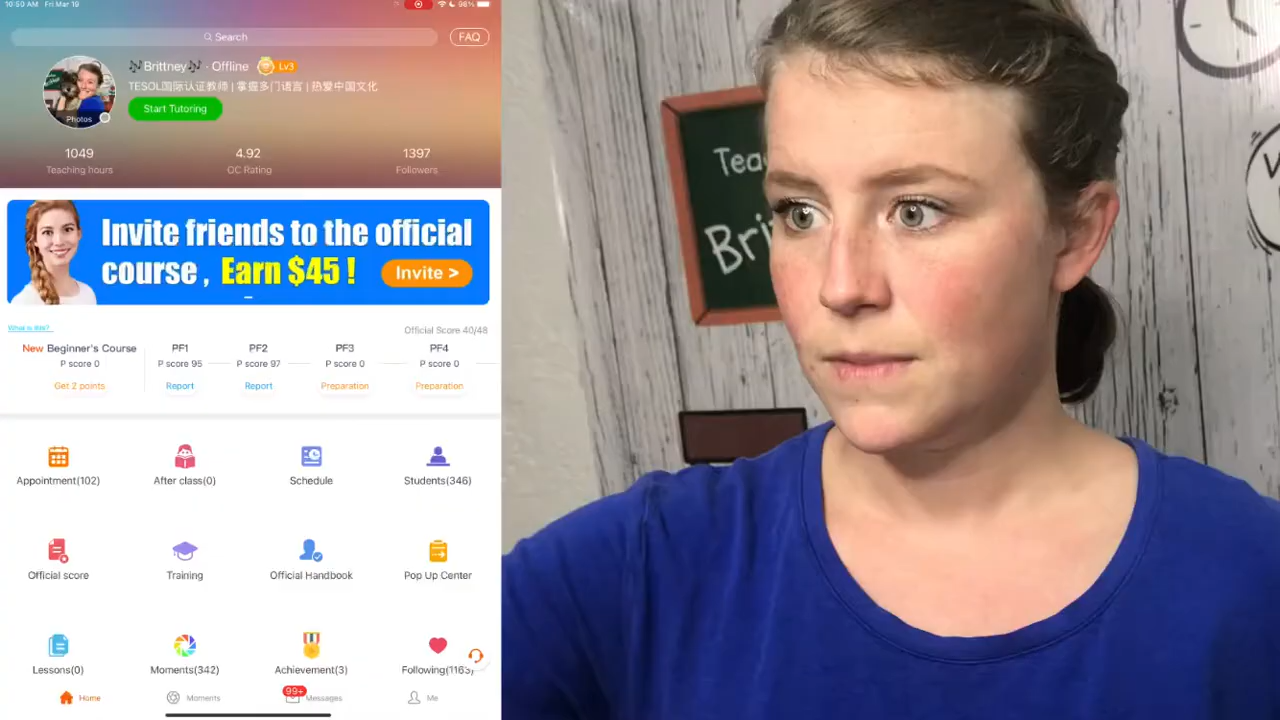 10:50 AM Fri Mar 19
98%
Search
FAQ
🎶Brittney🎶 · Offline
Lv3
TESOL国际认证教师 | 掌握多门语言 | 热爱中国文化
Photos
Start Tutoring
1049
4.92
1397
Teaching hours
OC Rating
Followers
Invite friends to the official
course , Earn $45 !
Invite >
What is this?
Official Score 40/48
New Beginner's Course
PF1
PF2
PF3
PF4
P score 0
P score 95
P score 97
P score 0
P score 0
Get 2 points
Report
Report
Preparation
Preparation
Appointment(102)
After class(0)
Schedule
Students(346)
Official score
Training
Official Handbook
Pop Up Center
Lessons(0)
Moments(342)
Achievement(3)
Following(1163)
Home
Moments
99+
Messages
Me
Tea
Bri